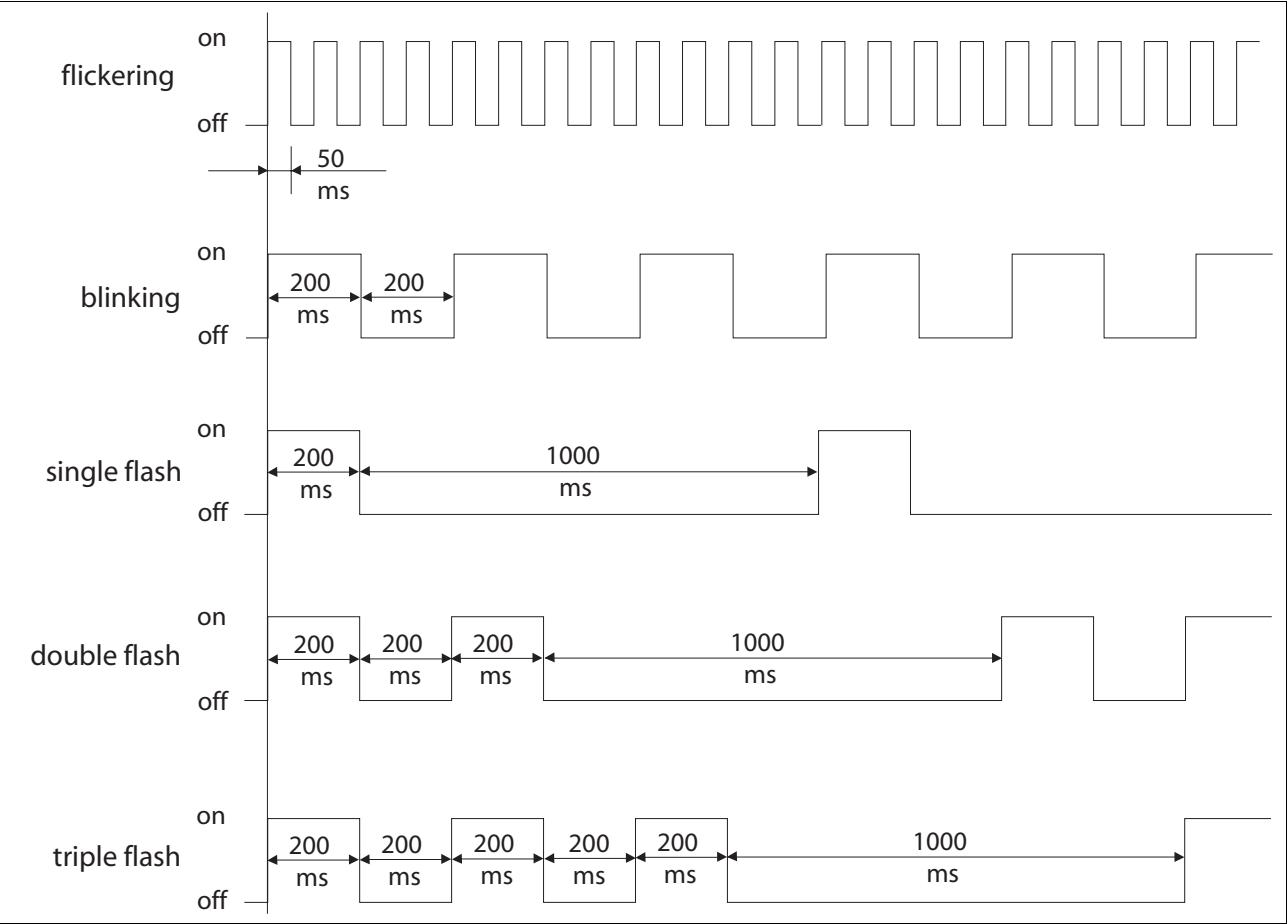 on
flickering
off
50
ms
on
200 200
blinking
ms ms
off
on
200 1000
single flash
ms ms
off
on
200 200 200 1000
double flash
ms ms ms ms
off
on
200 200 200 200 200 1000
triple flash
ms ms ms ms ms ms
off